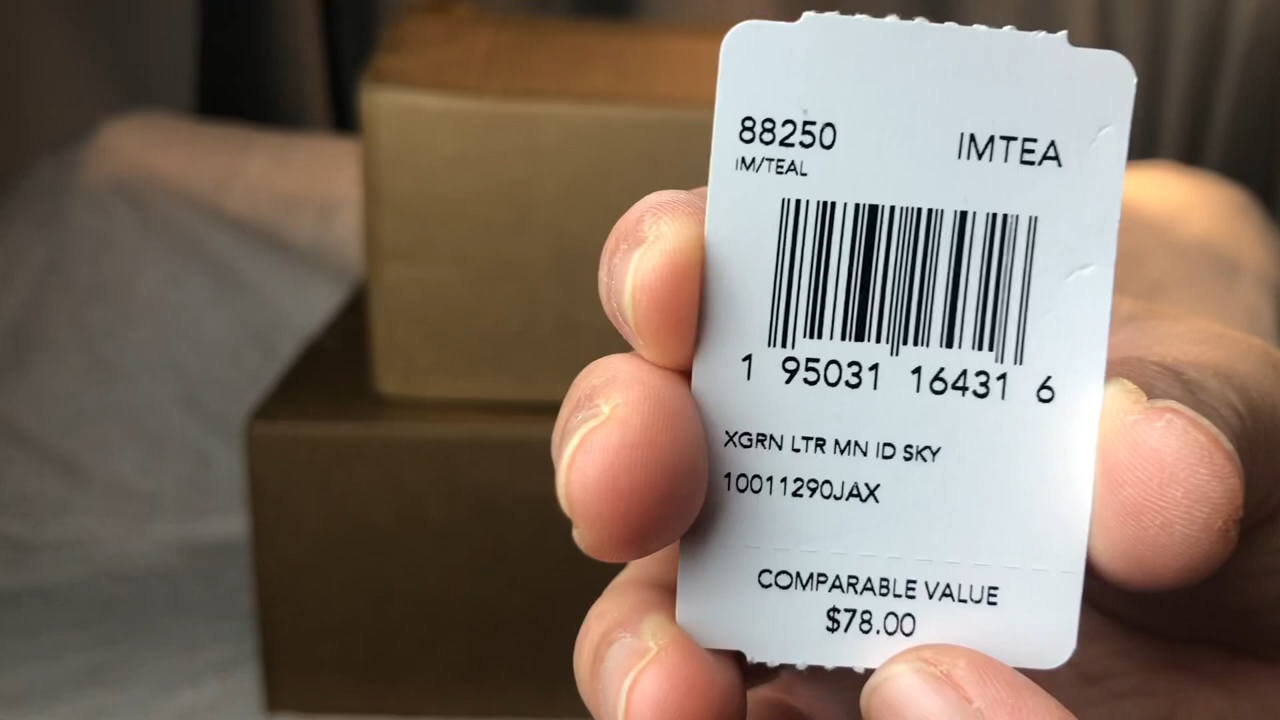 88250 IMTEA
IM/TEAL
1 95031 16431 6
XGRN LTR MN ID SKY
10011290JAX
COMPARABLE VALUE
$78.00